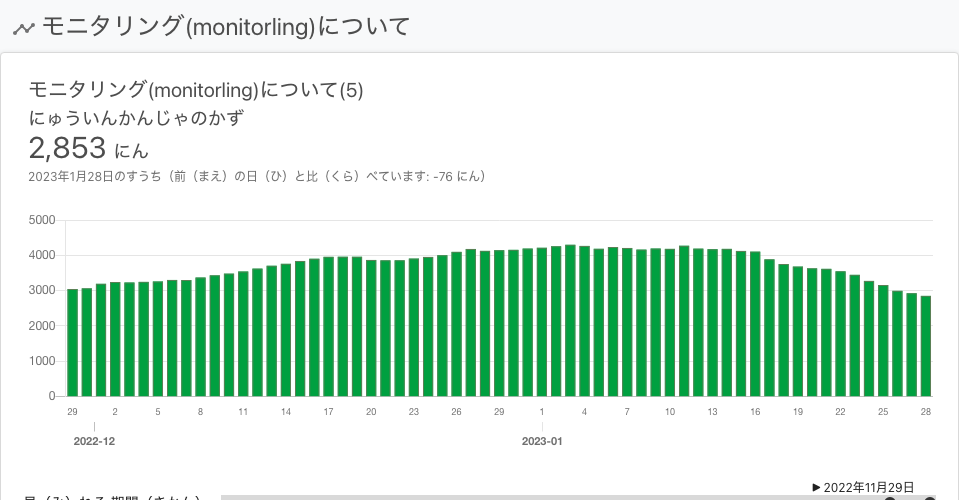 モニタリング(monitorling)について
モニタリング(monitorling)について(5)
にゅういんかんじゃのかず
2,853 にん
2023年1月28日のすうち（前（まえ）の日（ひ）と比（くら）べています: -76 にん）
5000
4000
3000
2000
1000
0
29 2 5 8 11 14 17 20 23 26 29 1 4 7 10 13 16 19 22 25 28
2022-12 2023-01
▶ 2022年11月29日